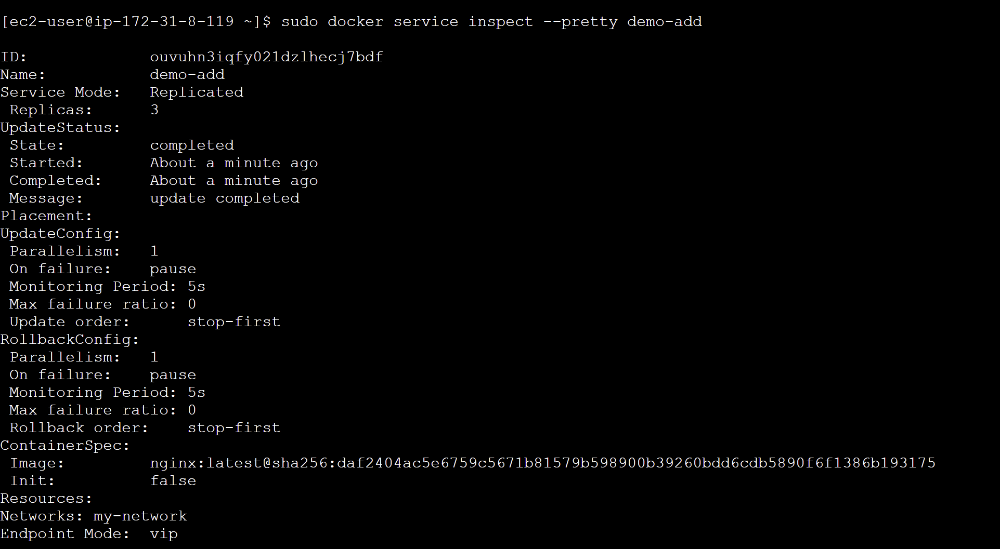 [ec2-user@ip-172-31-8-119 ~]$ sudo docker service inspect --pretty demo-add
ID: ouvuhn3iqfy021dzlhecj7bdf
Name: demo-add
Service Mode: Replicated
Replicas: 3
UpdateStatus:
State: completed
Started: About a minute ago
Completed: About a minute ago
Message: update completed
Placement:
UpdateConfig:
Parallelism: 1
On failure: pause
Monitoring Period: 5s
Max failure ratio: 0
Update order: stop-first
RollbackConfig:
Parallelism: 1
On failure: pause
Monitoring Period: 5s
Max failure ratio: 0
Rollback order: stop-first
ContainerSpec:
Image: nginx:latest@sha256:daf2404ac5e6759c5671b81579b598900b39260bdd6cdb5890f6f1386b193175
Init: false
Resources:
Networks: my-network
Endpoint Mode: vip